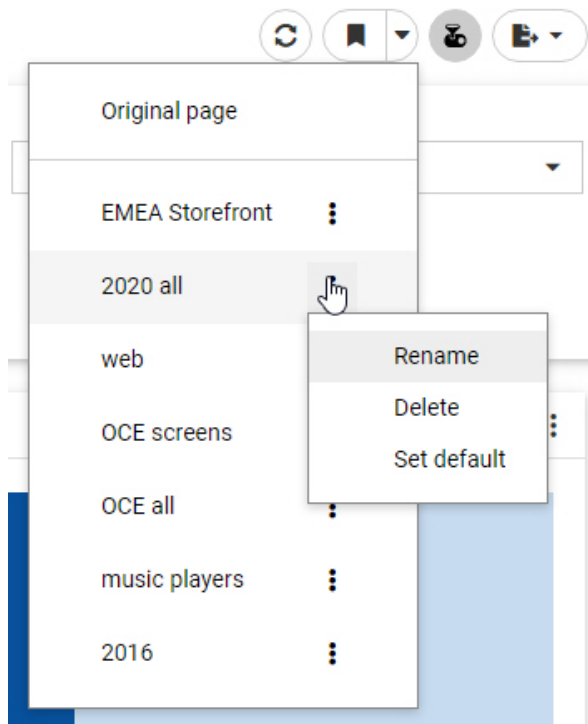 Original page
EMEA Storefront
2020 all
web
Rename
OCE screens
Delete
Set default
OCE all
music players
2016